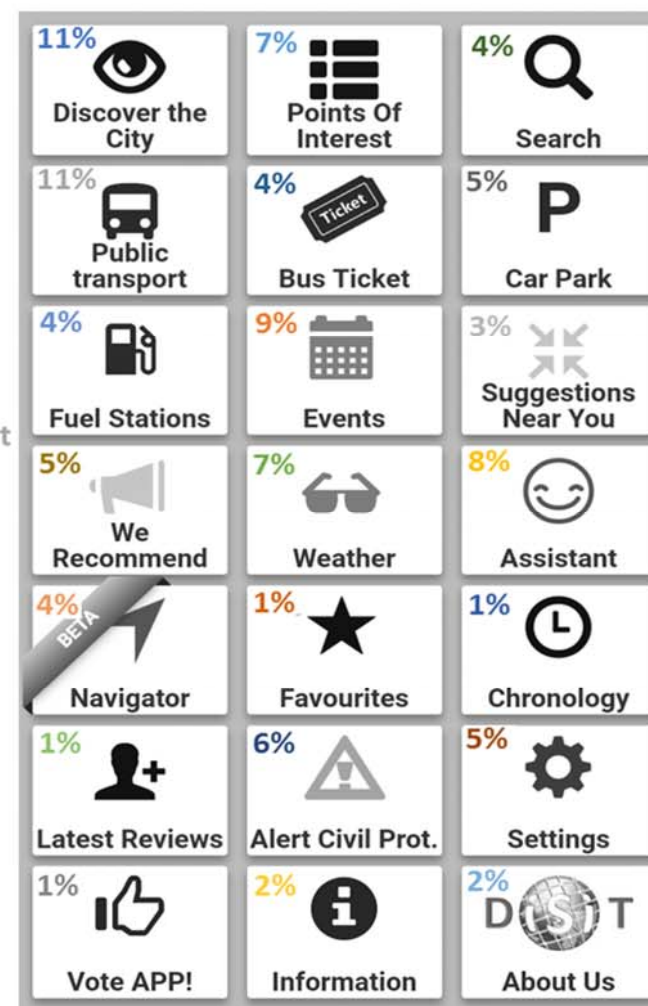 11%
Discover the
City
7%
Points Of
Interest
4%
Search
11%
Public
transport
4%
Ticket
Bus Ticket
5%
P
Car Park
4%
Fuel Stations
9%
Events
3%
Suggestions
Near You
t
5%
We
Recommend
7%
Weather
8%
Assistant
4%
BETA
Navigator
1%
Favourites
1%
Chronology
1%
Latest Reviews
6%
Alert Civil Prot.
5%
Settings
1%
Vote APP!
2%
Information
2%
DISIT
About Us